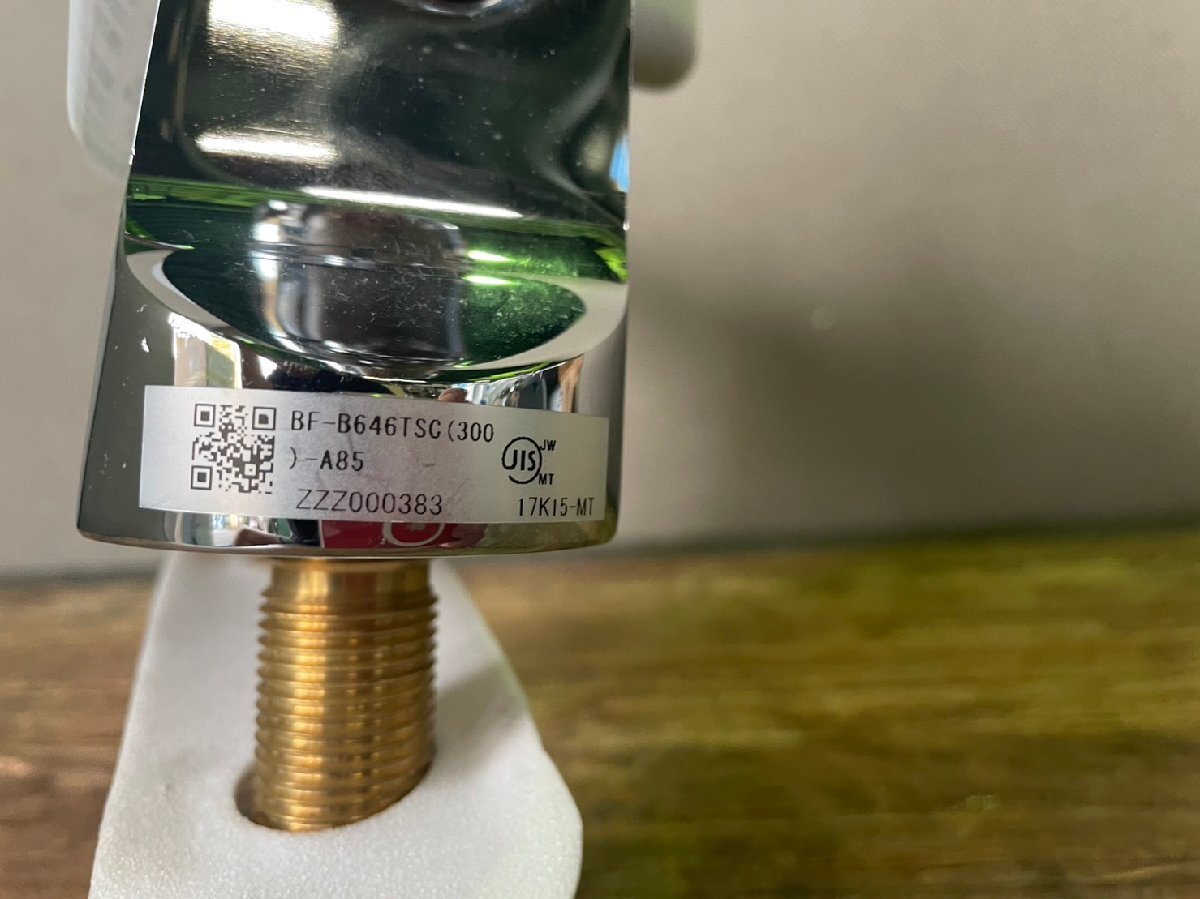 BF-B646TSC(300
)-A85
ZZZ000383
JIS
JW
MT
17K15-MT